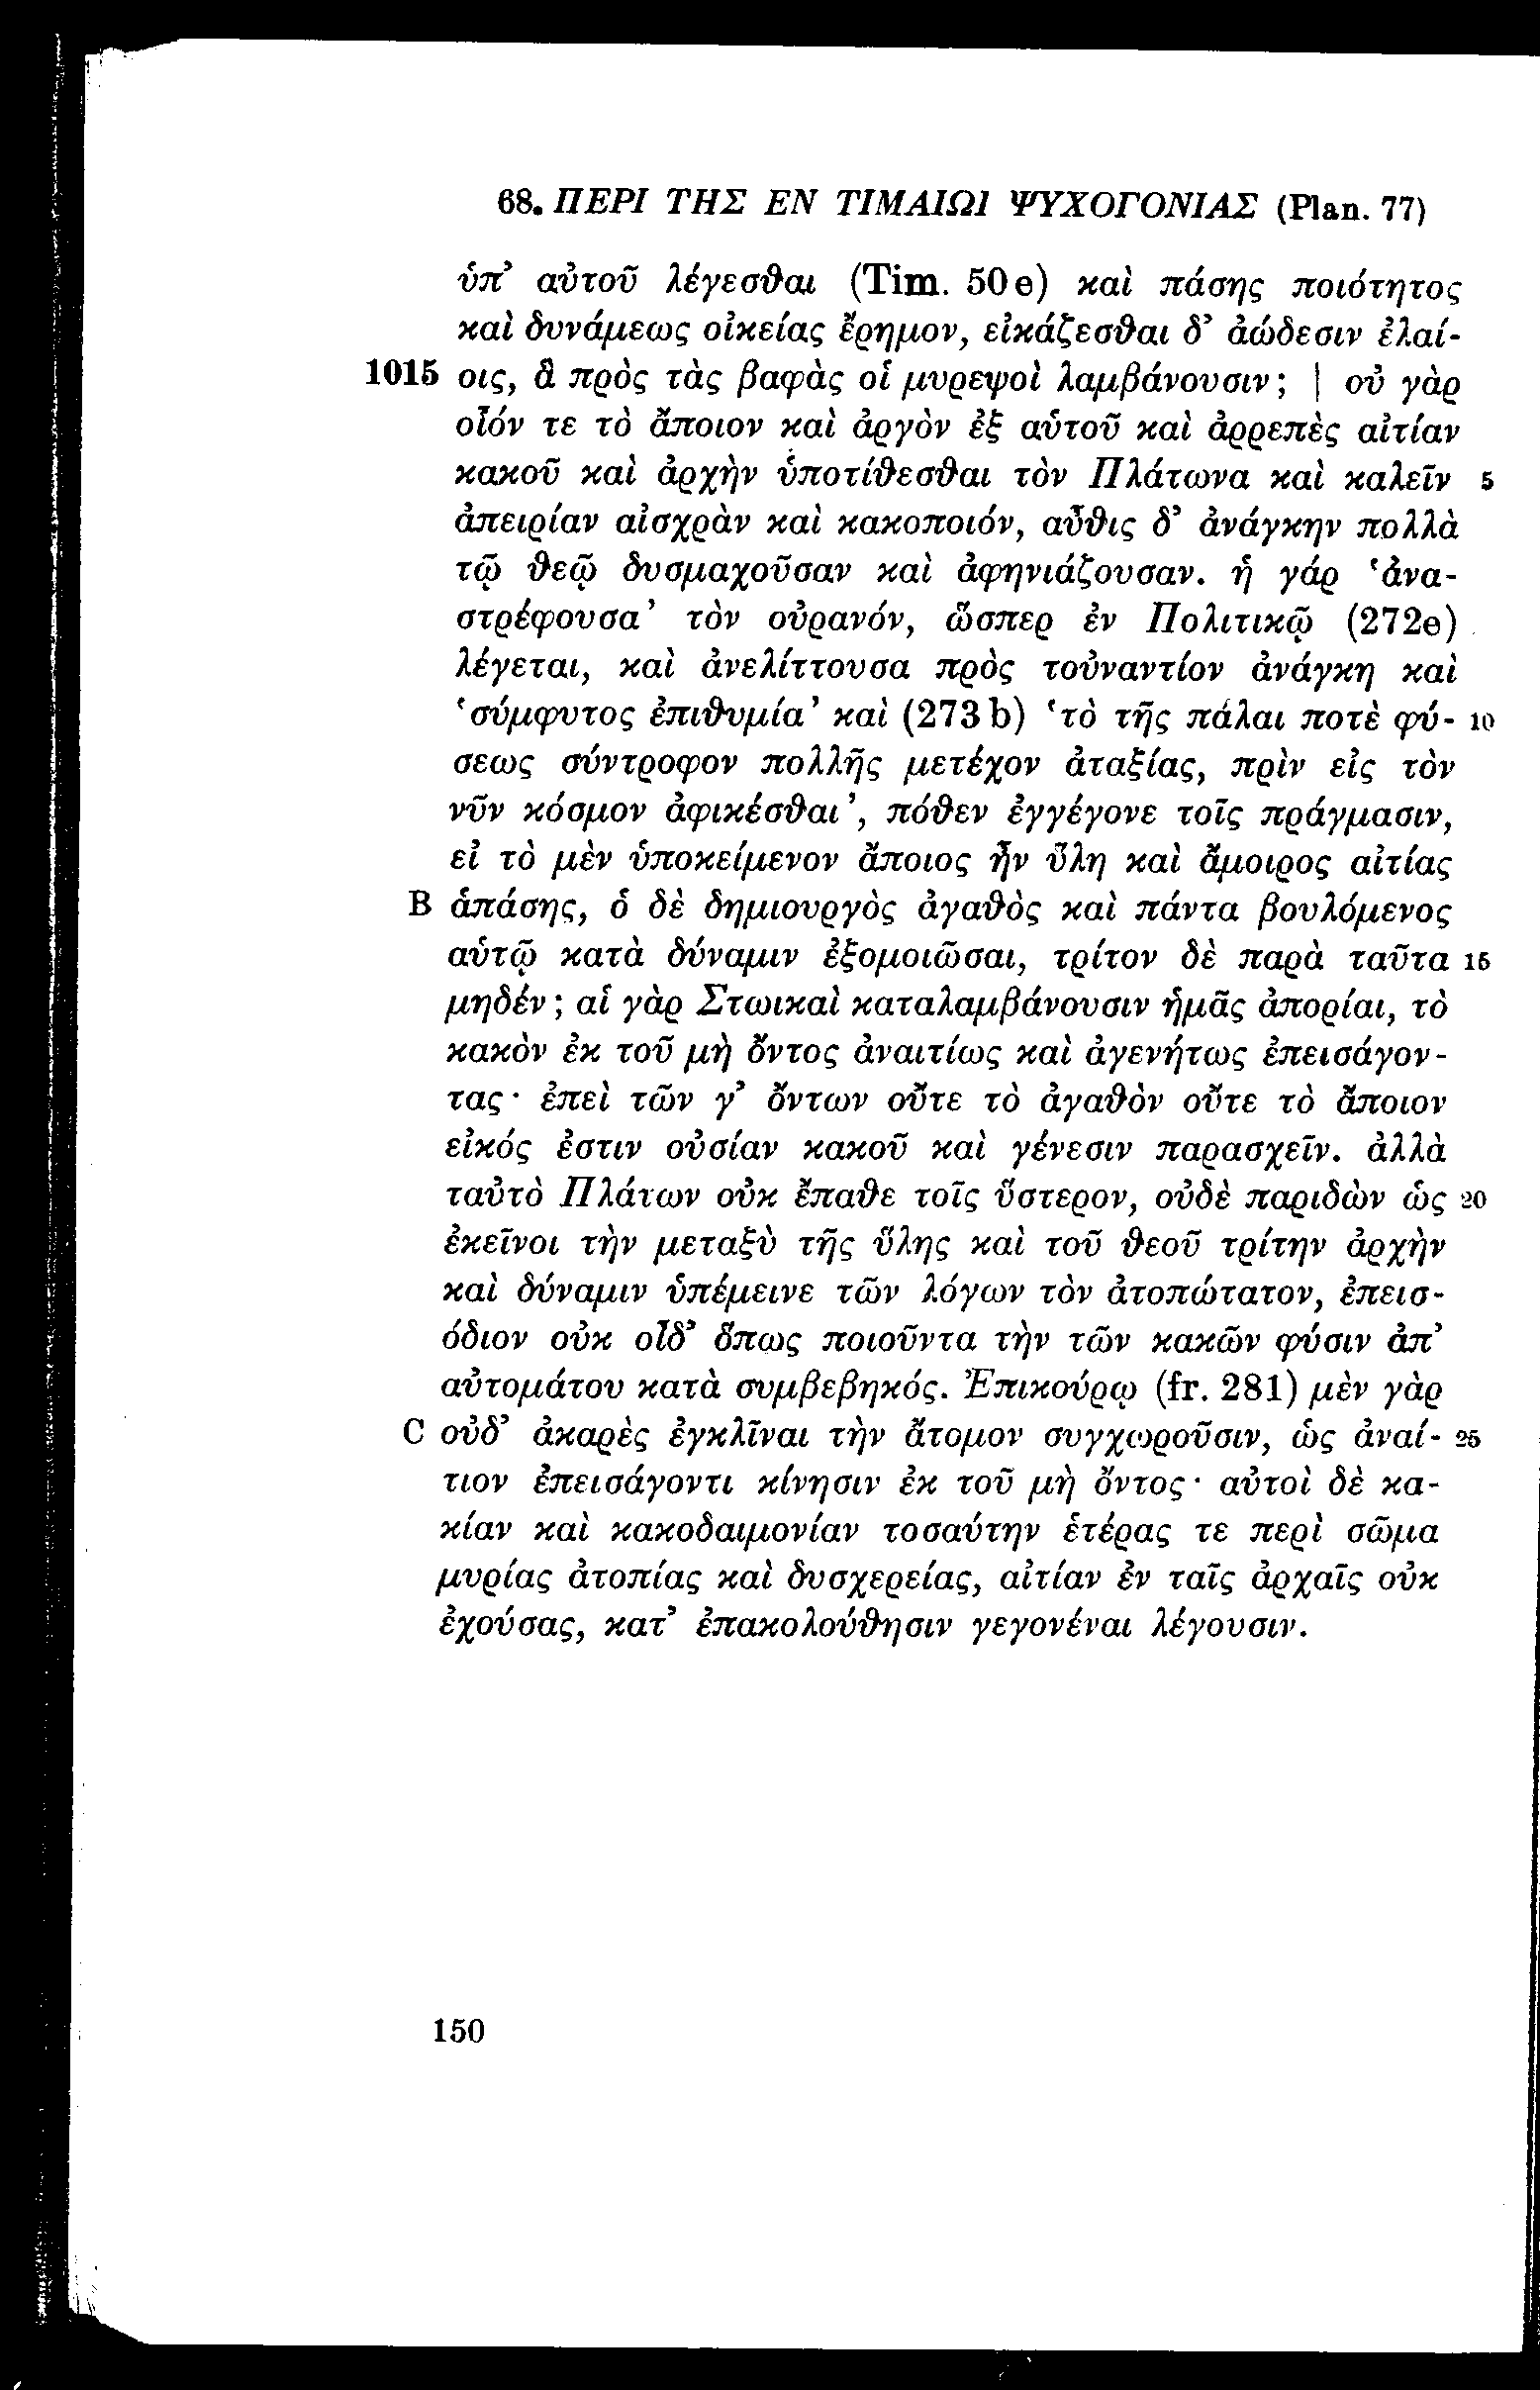 68. ΠΕΡΙ ΤΗΣ ΕΝ ΤΙΜΑΙΩΙ ΨΥΧΟΓΟΝΙΑΣ (Plan. 77)
ὑπ’ αὐτοῦ λέγεσθαι (Tim. 50e) καὶ πάσης ποιότητος
καὶ δυνάμεως οἰκείας ἔρημον, εἰκάζεσθαι δ’ ἀώδεσιν ἐλαί-
1015 οις, ἃ πρὸς τὰς βαφὰς οἱ μυρεψοὶ λαμβάνουσιν; | οὐ γὰρ
οἷόν τε τὸ ἄποιον καὶ ἀργὸν ἐξ αὑτοῦ καὶ ἀρρεπὲς αἰτίαν
κακοῦ καὶ ἀρχὴν ὑποτίθεσθαι τὸν Πλάτωνα καὶ καλεῖν 5
ἀπειρίαν αἰσχρὰν καὶ κακοποιόν, αὖθις δ’ ἀνάγκην πολλὰ
τῷ θεῷ δυσμαχοῦσαν καὶ ἀφηνιάζουσαν. ἡ γάρ ‘ἀνα-
στρέφουσα’ τὸν οὐρανόν, ὥσπερ ἐν Πολιτικῷ (272e)
λέγεται, καὶ ἀνελίττουσα πρὸς τοὐναντίον ἀνάγκη καὶ
‘σύμφυτος ἐπιθυμία’ καὶ (273b) ‘τὸ τῆς πάλαι ποτὲ φύ- 10
σεως σύντροφον πολλῆς μετέχον ἀταξίας, πρὶν εἰς τὸν
νῦν κόσμον ἀφικέσθαι’, πόθεν ἐγγέγονε τοῖς πράγμασιν,
εἰ τὸ μὲν ὑποκείμενον ἄποιος ἦν ὕλη καὶ ἄμοιρος αἰτίας
B ἁπάσης, ὁ δὲ δημιουργὸς ἀγαθὸς καὶ πάντα βουλόμενος
αὑτῷ κατὰ δύναμιν ἐξομοιῶσαι, τρίτον δὲ παρὰ ταῦτα 15
μηδέν; αἱ γὰρ Στωικαὶ καταλαμβάνουσιν ἡμᾶς ἀπορίαι, τὸ
κακὸν ἐκ τοῦ μὴ ὄντος ἀναιτίως καὶ ἀγενήτως ἐπεισάγον-
τας· ἐπεὶ τῶν γ’ ὄντων οὔτε τὸ ἀγαθὸν οὔτε τὸ ἄποιον
εἰκός ἐστιν οὐσίαν κακοῦ καὶ γένεσιν παρασχεῖν. ἀλλὰ
ταὐτὸ Πλάτων οὐκ ἔπαθε τοῖς ὕστερον, οὐδὲ παριδὼν ὡς 20
ἐκεῖνοι τὴν μεταξὺ τῆς ὕλης καὶ τοῦ θεοῦ τρίτην ἀρχὴν
καὶ δύναμιν ὑπέμεινε τῶν λόγων τὸν ἀτοπώτατον, ἐπεισ-
όδιον οὐκ οἶδ’ ὅπως ποιοῦντα τὴν τῶν κακῶν φύσιν ἀπ’
αὐτομάτου κατὰ συμβεβηκός. Ἐπικούρῳ (fr. 281) μὲν γὰρ
C οὐδ’ ἀκαρὲς ἐγκλῖναι τὴν ἄτομον συγχωροῦσιν, ὡς ἀναί- 25
τιον ἐπεισάγοντι κίνησιν ἐκ τοῦ μὴ ὄντος· αὐτοὶ δὲ κα-
κίαν καὶ κακοδαιμονίαν τοσαύτην ἑτέρας τε περὶ σῶμα
μυρίας ἀτοπίας καὶ δυσχερείας, αἰτίαν ἐν ταῖς ἀρχαῖς οὐκ
ἐχούσας, κατ’ ἐπακολούθησιν γεγονέναι λέγουσιν.
150